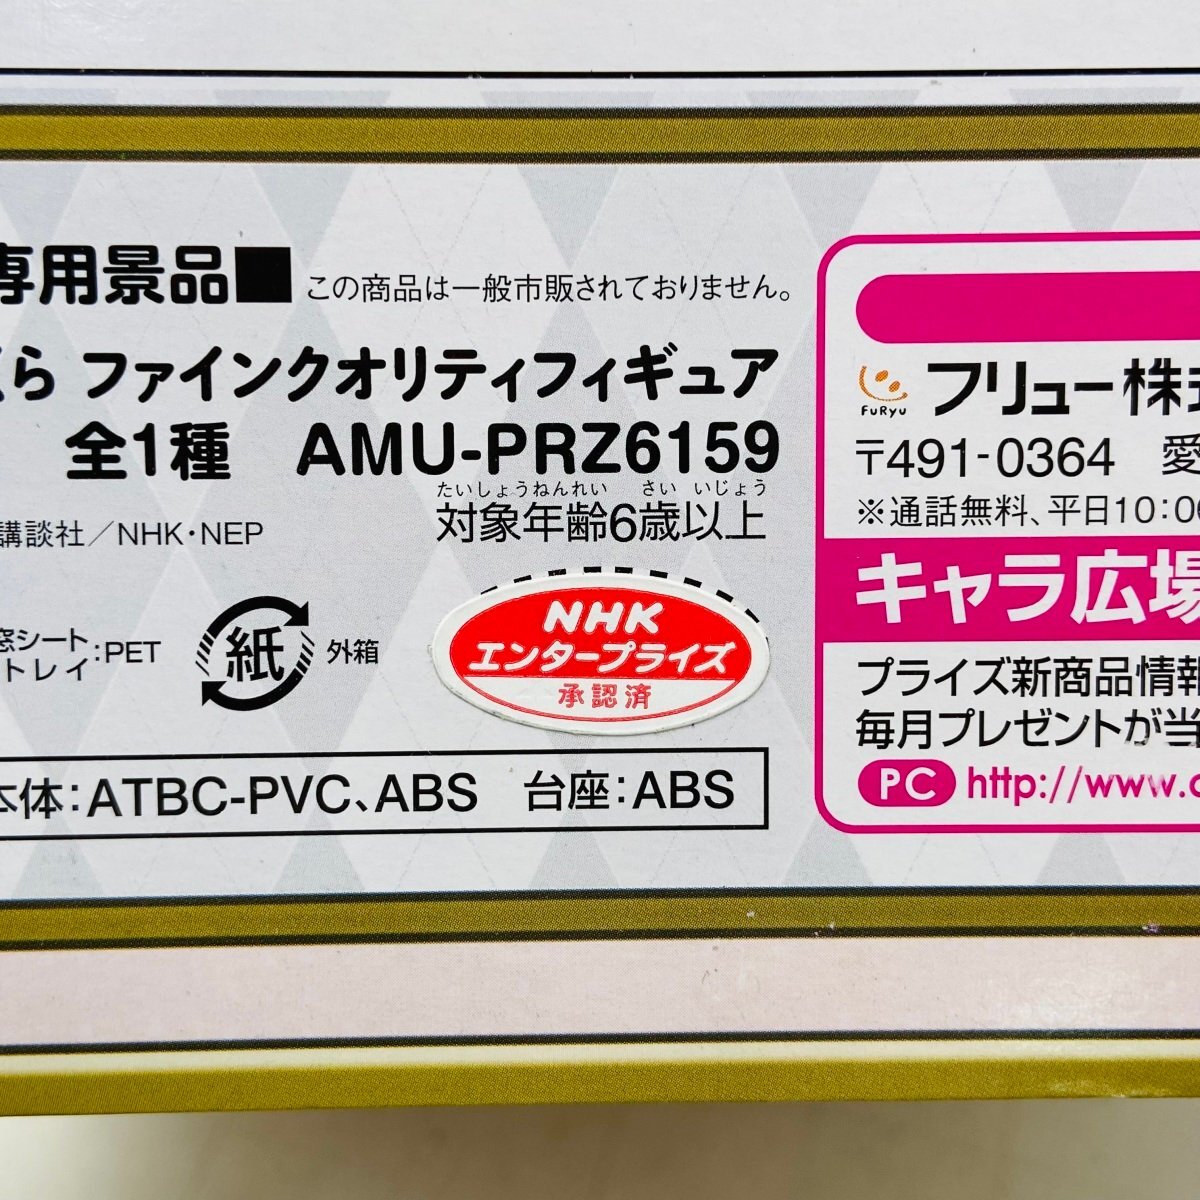 専用景品■ この商品は一般市販されておりません。
くら ファインクオリティフィギュア
全1種 AMU-PRZ6159
たいしょうねんれい さい いじょう
対象年齢6歳以上
講談社／NHK・NEP
窓シート
トレイ:PET
紙 外箱
NHK
エンタープライズ
承認済
本体:ATBC-PVC、ABS 台座:ABS
FuRyu フリュー株式
〒491-0364 愛
※通話無料、平日10:00
キャラ広場
プライズ新商品情報
毎月プレゼントが当
PC http://www.c